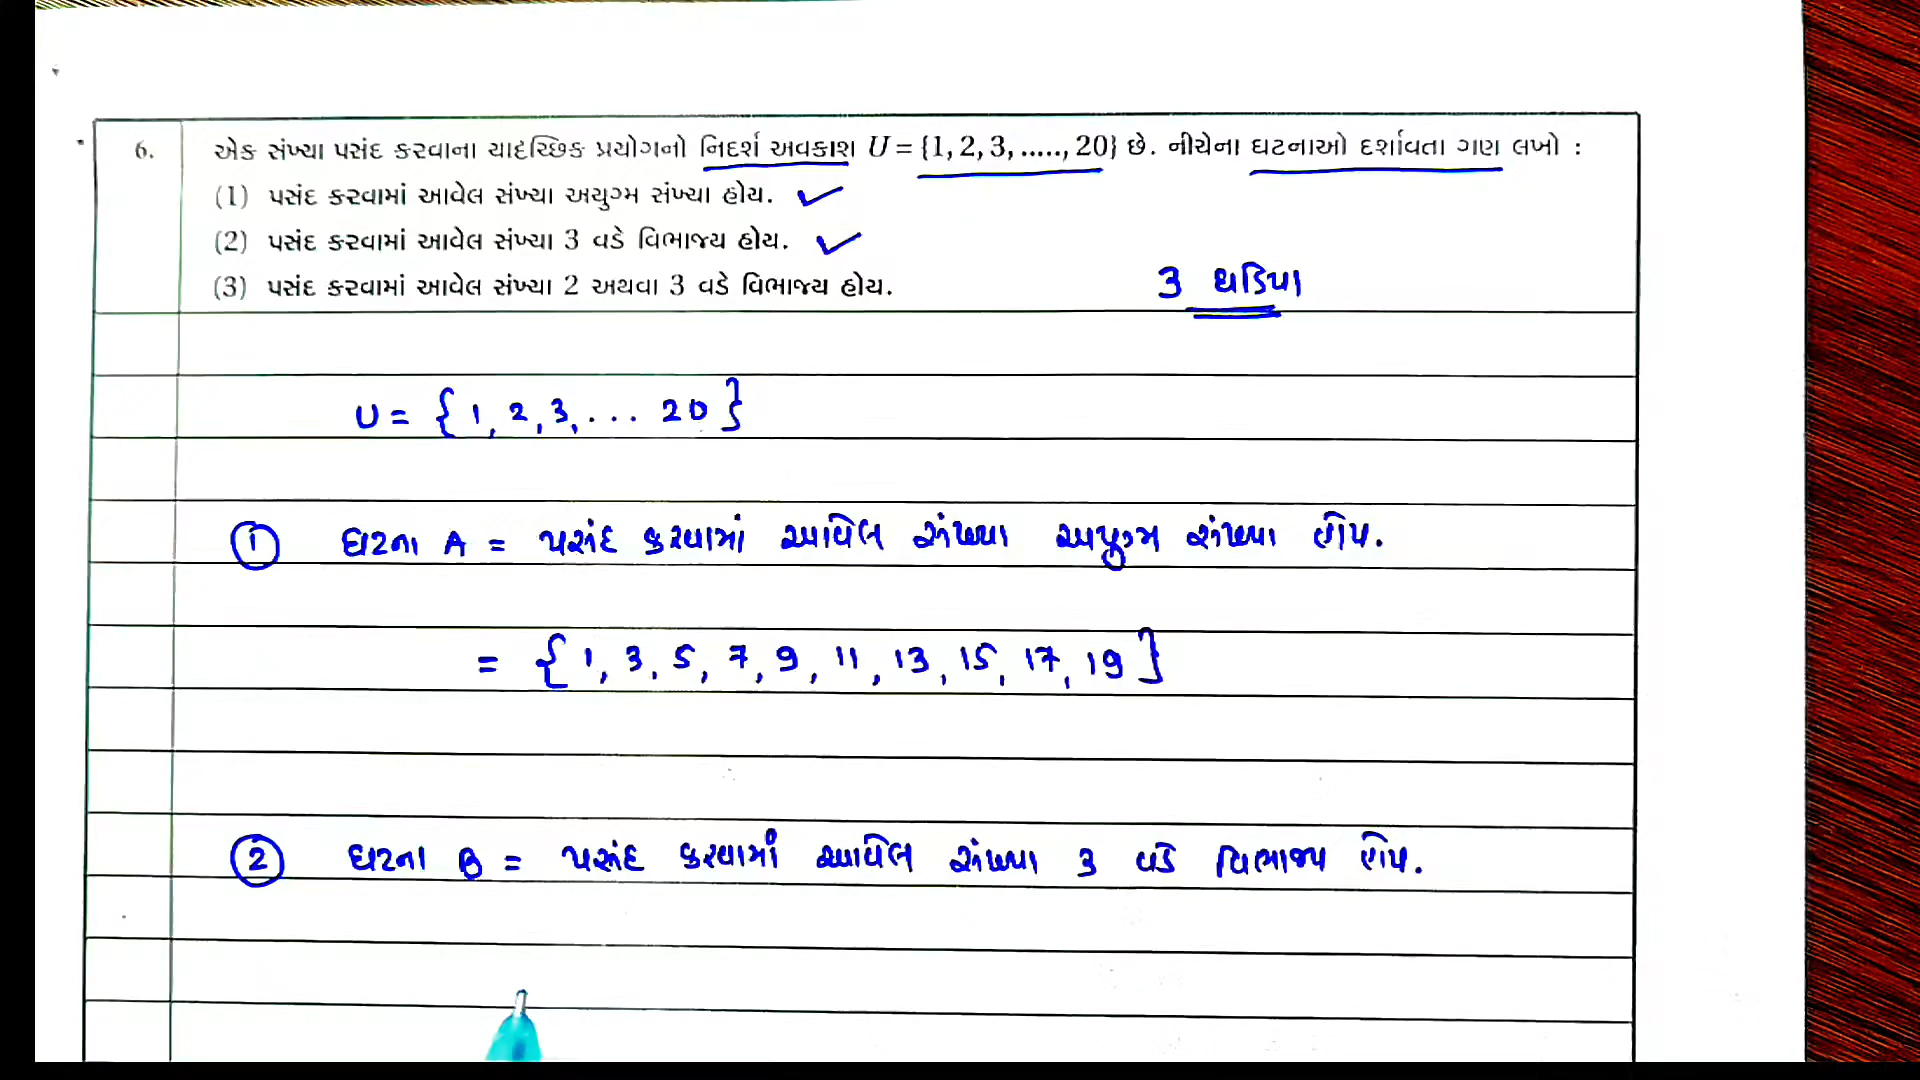 6. એક સંખ્યા પસંદ કરવાના યાદૃચ્છિક પ્રયોગનો નિદર્શ અવકાશ U = {1, 2, 3, ....., 20} છે. નીચેના ઘટનાઓ દર્શાવતા ગણ લખો :
(1) પસંદ કરવામાં આવેલ સંખ્યા અયુગ્મ સંખ્યા હોય.
(2) પસંદ કરવામાં આવેલ સંખ્યા 3 વડે વિભાજ્ય હોય.
(3) પસંદ કરવામાં આવેલ સંખ્યા 2 અથવા 3 વડે વિભાજ્ય હોય.
3 ઘડિયા
U = {1, 2, 3, ... 20}
1 ઘટના A = પસંદ કરવામાં આવેલ સંખ્યા અયુગ્મ સંખ્યા હોય.
= {1, 3, 5, 7, 9, 11, 13, 15, 17, 19}
2 ઘટના B = પસંદ કરવામાં આવેલ સંખ્યા 3 વડે વિભાજ્ય હોય.